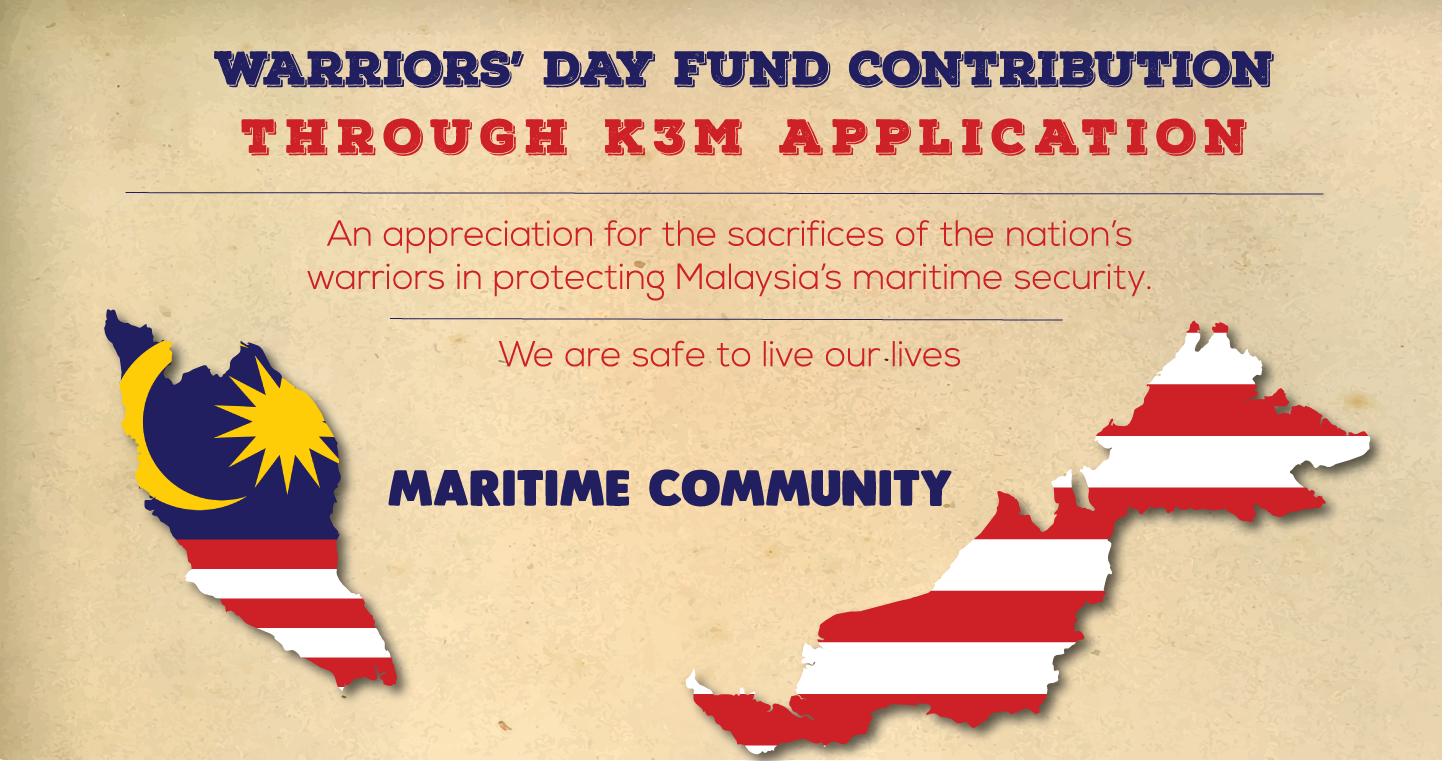 WARRIORS' DAY FUND CONTRIBUTION
THROUGH K3M APPLICATION
An appreciation for the sacrifices of the nation's
warriors in protecting Malaysia's maritime security.
We are safe to live our lives
MARITIME COMMUNITY